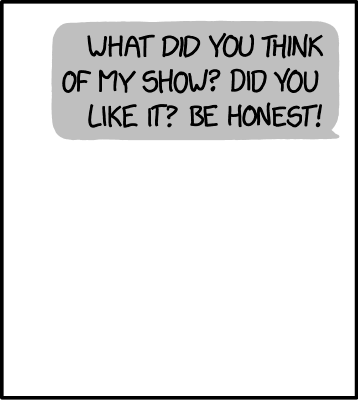 WHAT DID YOU THINK
OF MY SHOW? DID YOU
LIKE IT? BE HONEST!